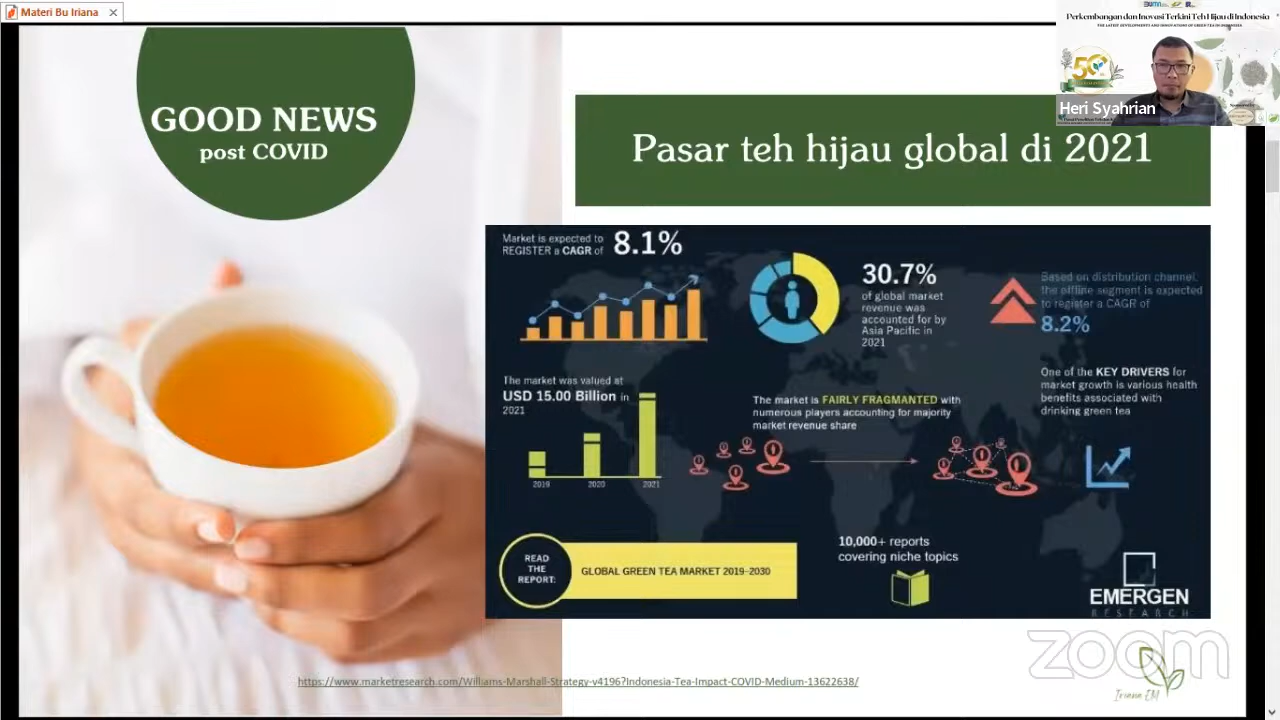 Materi Bu Iriana
Perkembangan dan Inovasi Terkini Teh Hijau di Indonesia
THE LATEST DEVELOPMENTS AND INNOVATIONS OF GREEN TEA IN INDONESIA
50
Heri Syahrian
GOOD NEWS
post COVID
Pasar teh hijau global di 2021
Market is expected to
REGISTER a CAGR of 8.1%
30.7%
of global market
revenue was
accounted for by
Asia Pacific in
2021
Based on distribution channel,
the offline segment is expected
to register a CAGR of
8.2%
The market was valued at
USD 15.00 Billion in
2021
2019 2020 2021
The market is FAIRLY FRAGMANTED with
numerous players accounting for majority
market revenue share
One of the KEY DRIVERS for
market growth is various health
benefits associated with
drinking green tea
READ
THE
REPORT:
GLOBAL GREEN TEA MARKET 2019-2030
10,000+ reports
covering niche topics
EMERGEN
RESEARCH
zoom
https://www.marketresearch.com/Williams-Marshall-Strategy-v4196?Indonesia-Tea-Impact-COVID-Medium-13622638/
Iriana EM